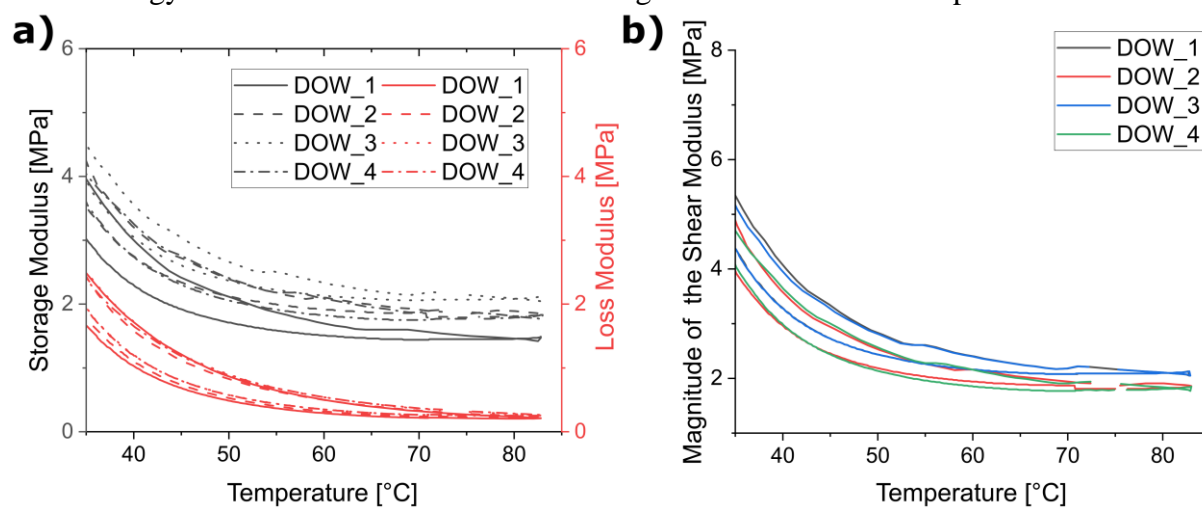 a)
6
4
2
0
Storage Modulus [MPa]
DOW_1 DOW_1
DOW_2 DOW_2
DOW_3 DOW_3
DOW_4 DOW_4
6
4
2
0
Loss Modulus [MPa]
40 50 60 70 80
Temperature [°C]
b)
8
6
4
2
Magnitude of the Shear Modulus [MPa]
DOW_1
DOW_2
DOW_3
DOW_4
40 50 60 70 80
Temperature [°C]